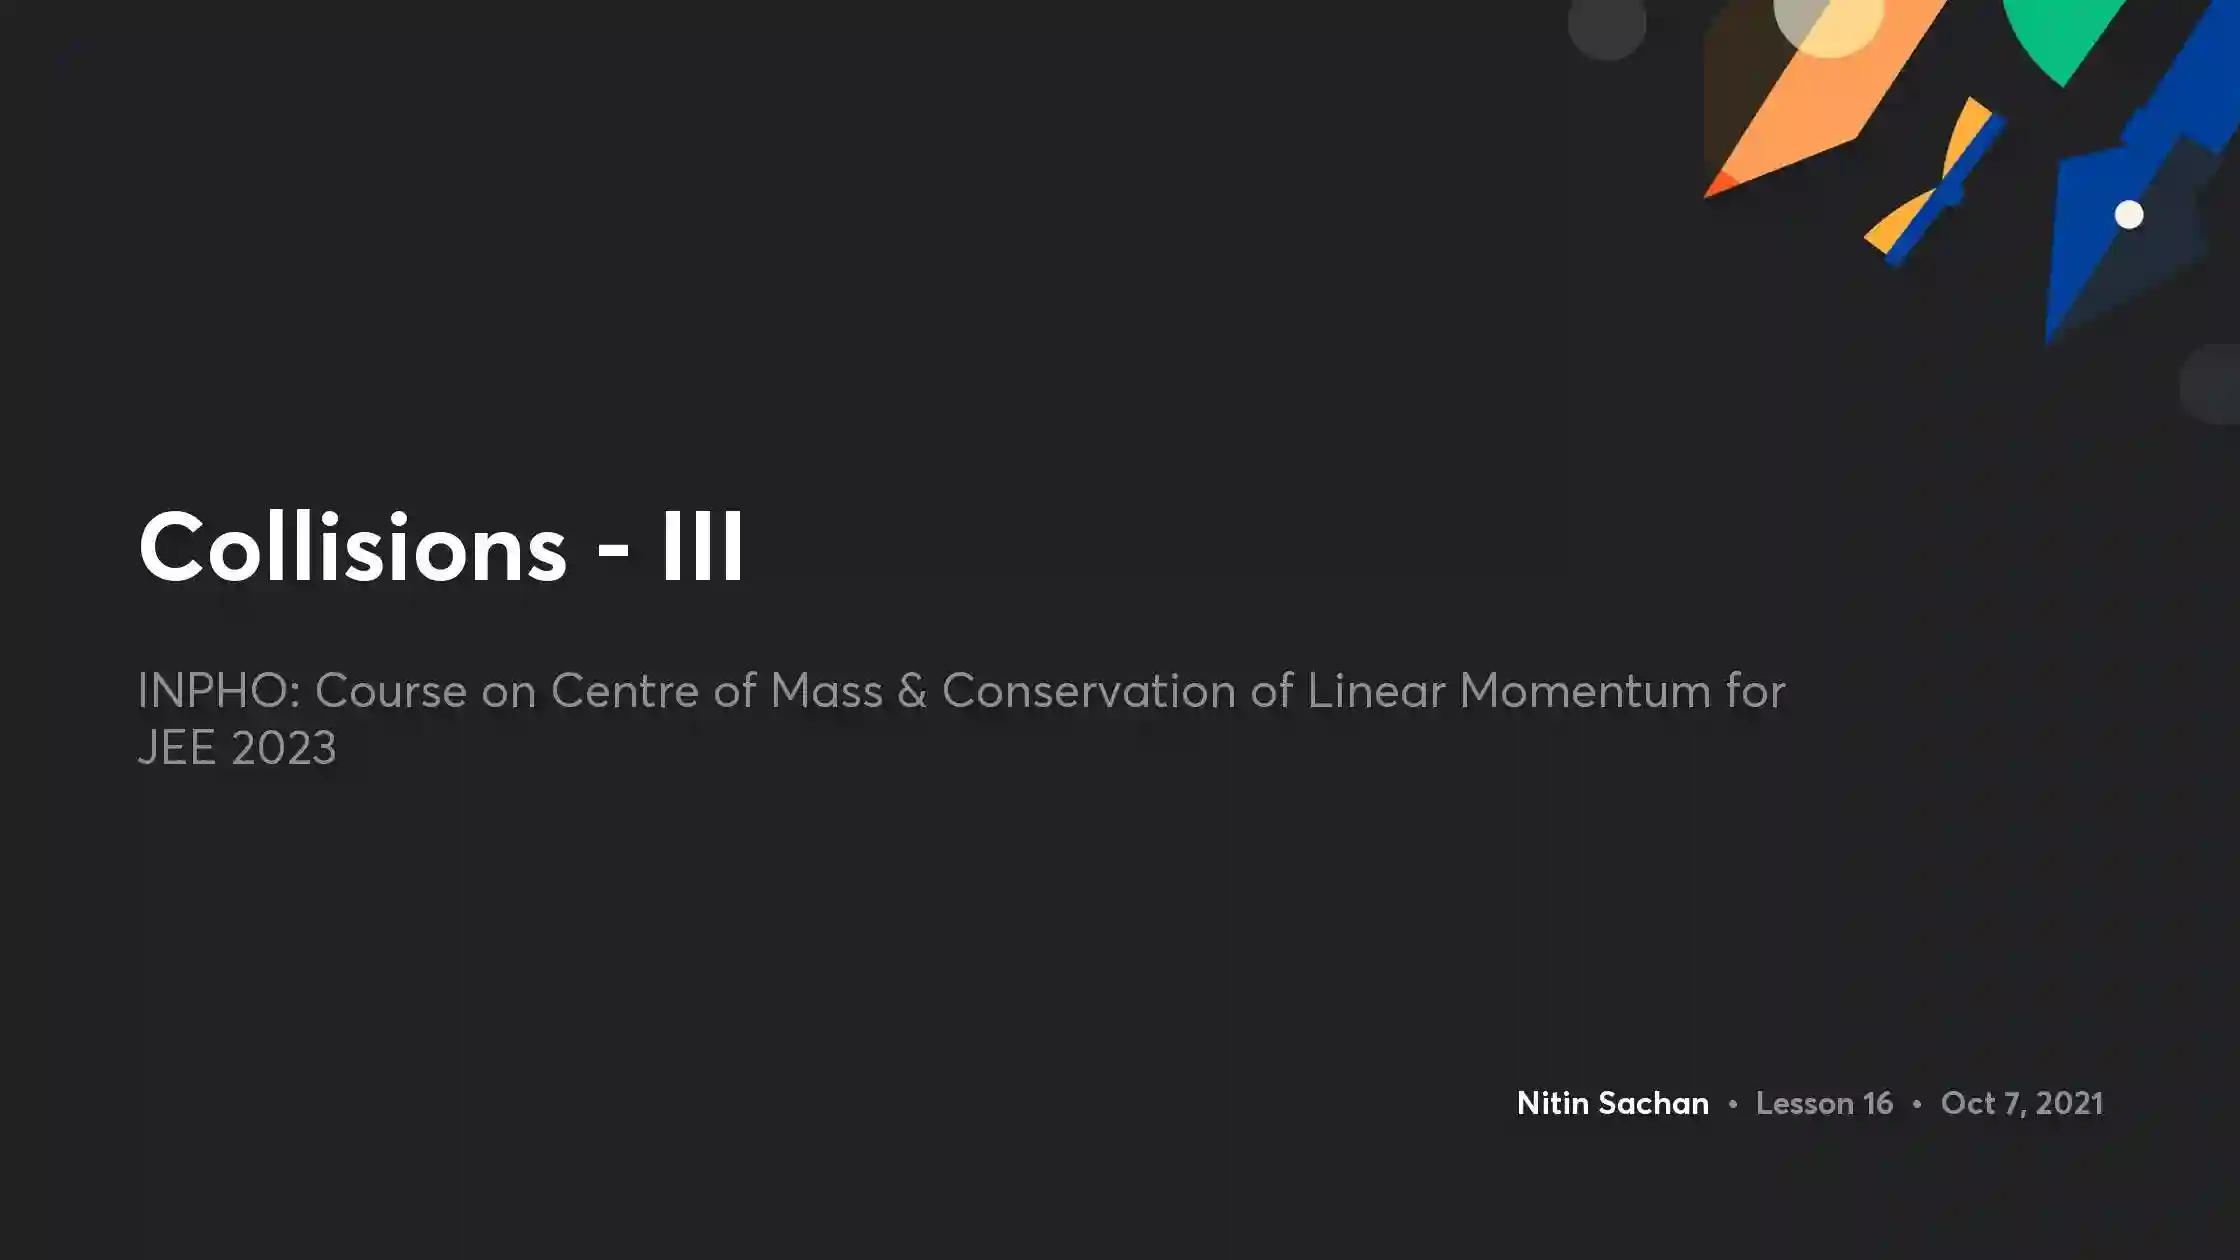 Collisions - III
INPHO: Course on Centre of Mass & Conservation of Linear Momentum for
JEE 2023
Nitin Sachan • Lesson 16 • Oct 7, 2021